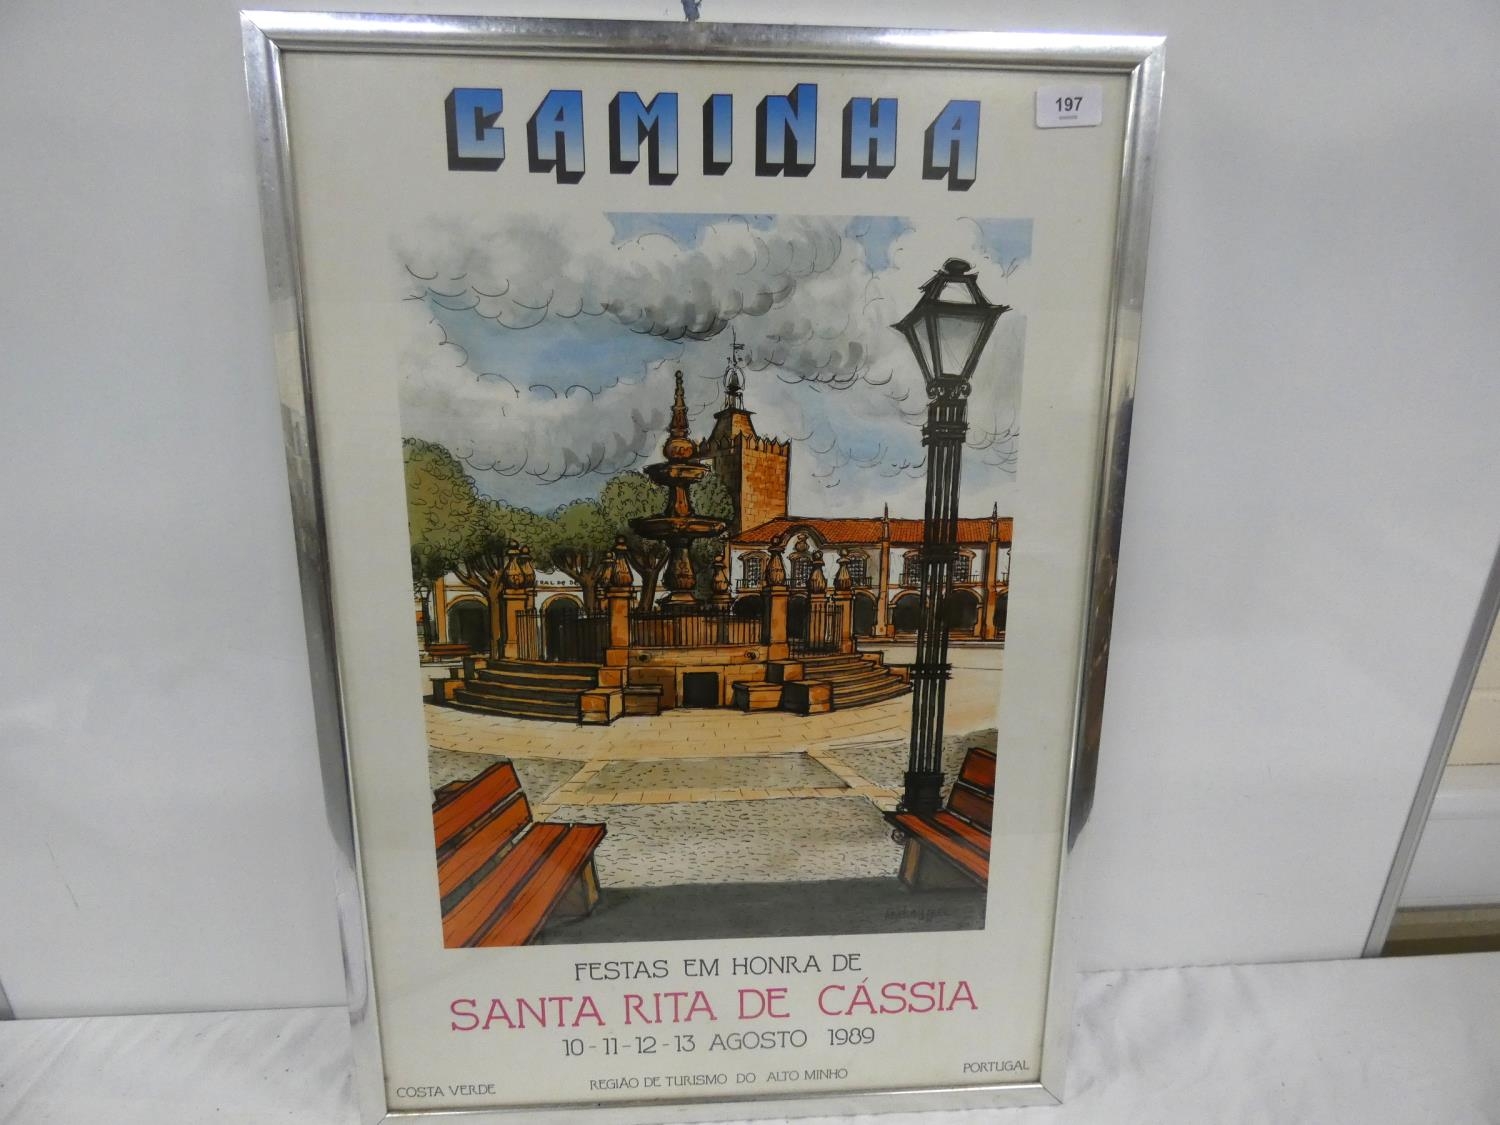 CAMINHA
197
FESTAS EM HONRA DE
SANTA RITA DE CÁSSIA
10-11-12-13 AGOSTO 1989
COSTA VERDE
REGIÃO DE TURISMO DO ALTO MINHO
PORTUGAL